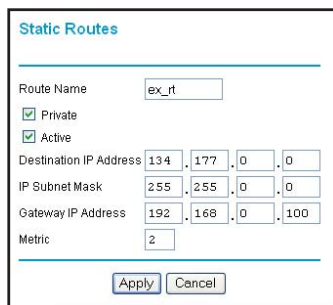 Static Routes
Route Name ex_rt
Private
Active
Destination IP Address 134 . 177 . 0 . 0
IP Subnet Mask 255 . 255 . 0 . 0
Gateway IP Address 192 . 168 . 0 . 100
Metric 2
Apply Cancel